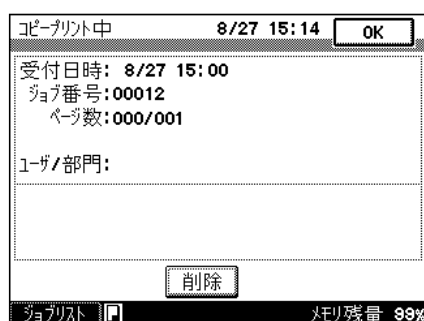 ｺﾋﾟｰﾌﾟﾘﾝﾄ中 8/27 15:14 OK
受付日時: 8/27 15:00
ｼﾞｮﾌﾞ番号:00012
ﾍﾟｰｼﾞ数:000/001
ﾕｰｻﾞ/部門:
削除
ｼﾞｮﾌﾞﾘｽﾄ ﾒﾓﾘ残量 99%